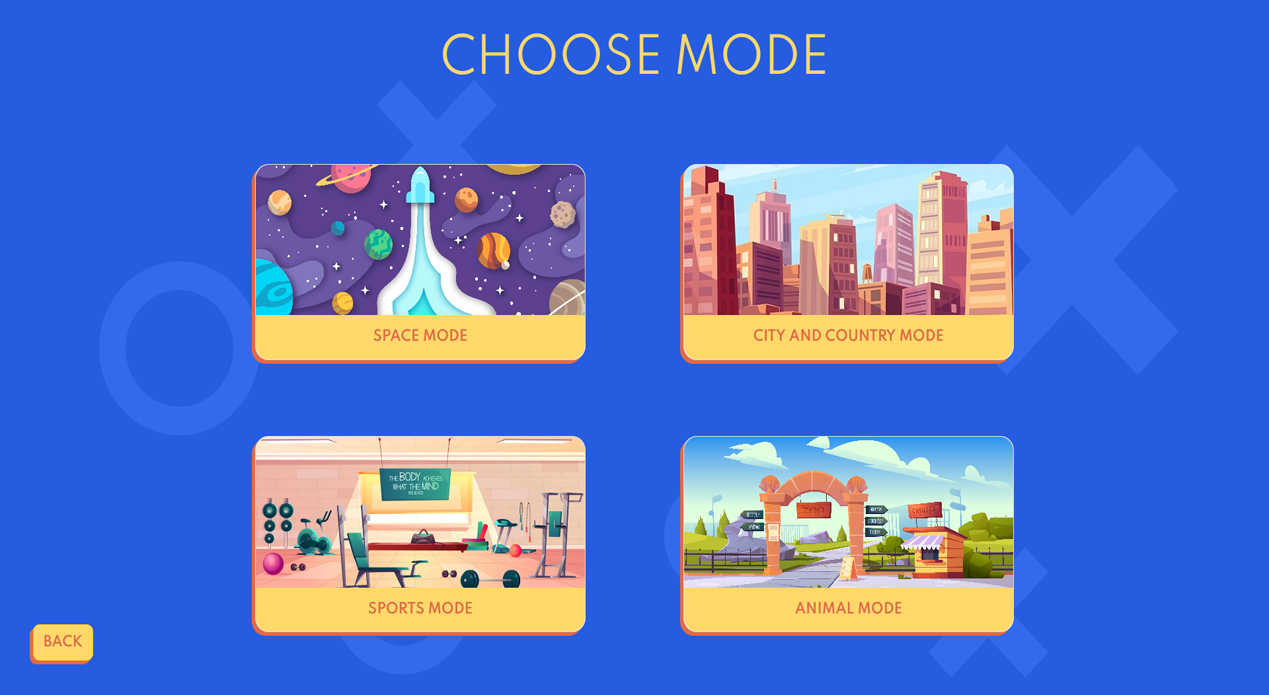 CHOOSE MODE
SPACE MODE
CITY AND COUNTRY MODE
THE BODY ACHIEVES
WHAT THE MIND
BELIEVES
SPORTS MODE
ZOO
ANIMAL MODE
BACK